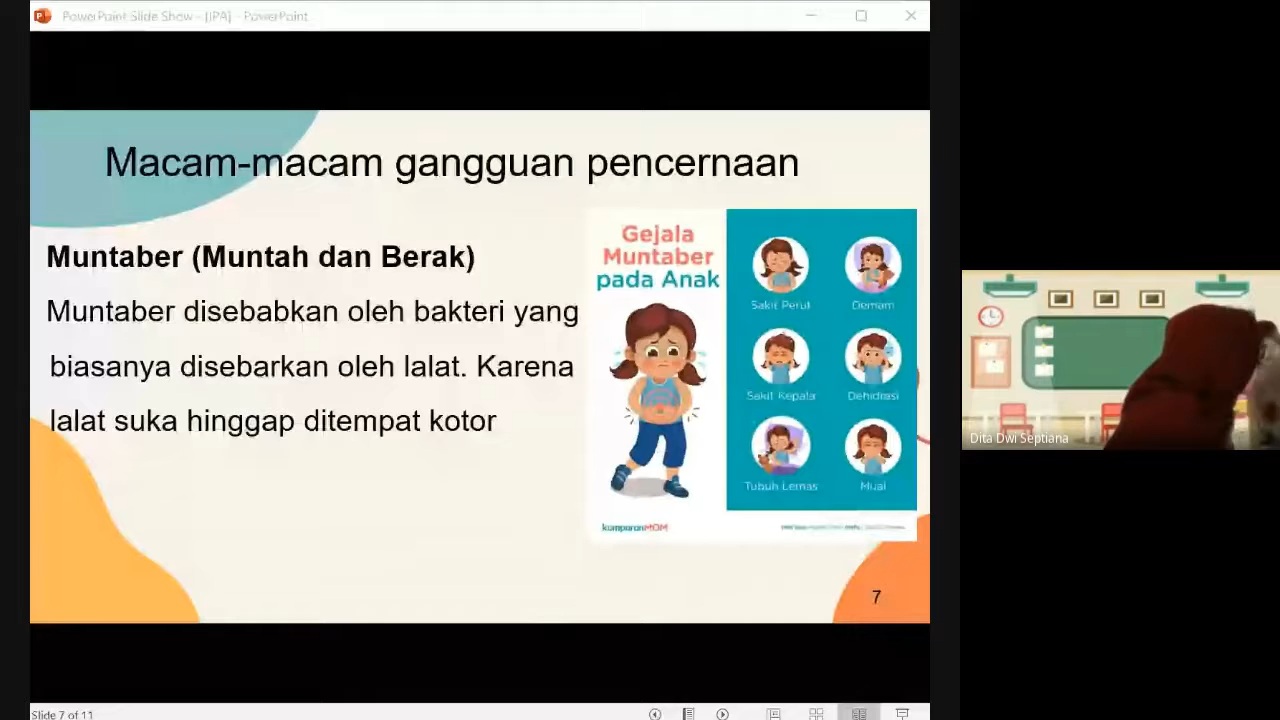 PowerPoint Slide Show - [IPA] - PowerPoint
Macam-macam gangguan pencernaan
Muntaber (Muntah dan Berak)
Muntaber disebabkan oleh bakteri yang
biasanya disebarkan oleh lalat. Karena
lalat suka hinggap ditempat kotor
Gejala
Muntaber
pada Anak
Sakit Perut
Demam
Sakit Kepala
Dehidrasi
Tubuh Lemas
Mual
kumparanMOM
7
Dita Dwi Septiana
Slide 7 of 11